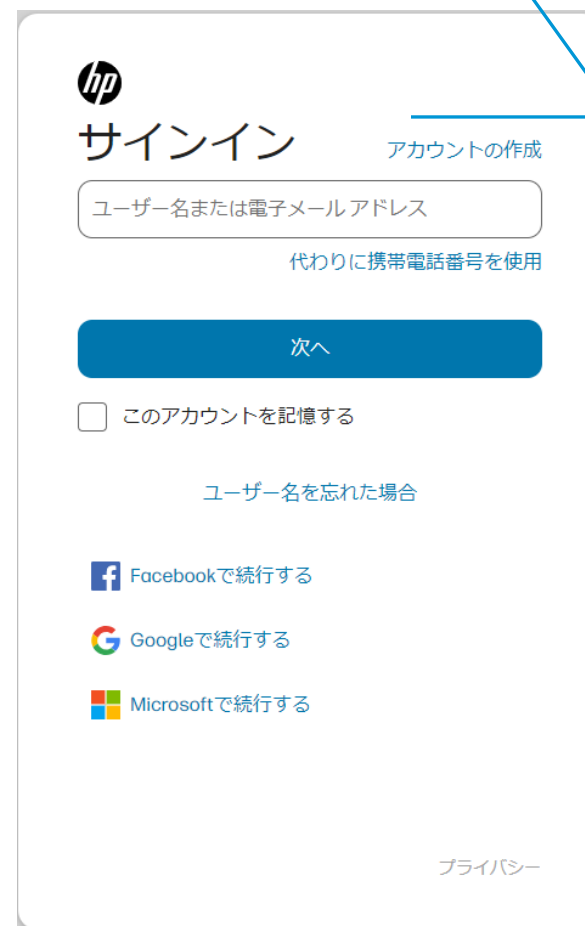 hp
サインイン
アカウントの作成
ユーザー名または電子メール アドレス
代わりに携帯電話番号を使用
次へ
このアカウントを記憶する
ユーザー名を忘れた場合
Facebookで続行する
Googleで続行する
Microsoftで続行する
プライバシー